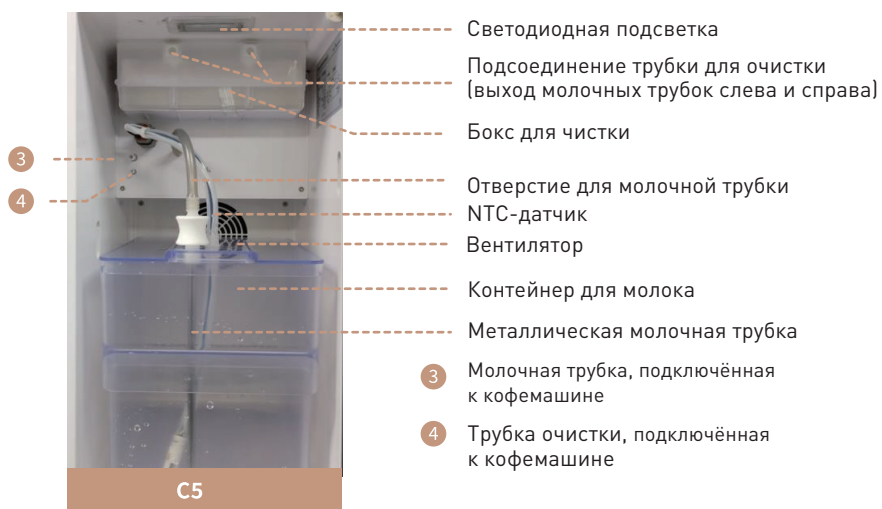 Светодиодная подсветка
Подсоединение трубки для очистки
(выход молочных трубок слева и справа)
Бокс для чистки
3
4
Отверстие для молочной трубки
NTC-датчик
Вентилятор
Контейнер для молока
Металлическая молочная трубка
3 Молочная трубка, подключённая
к кофемашине
4 Трубка очистки, подключённая
к кофемашине
C5